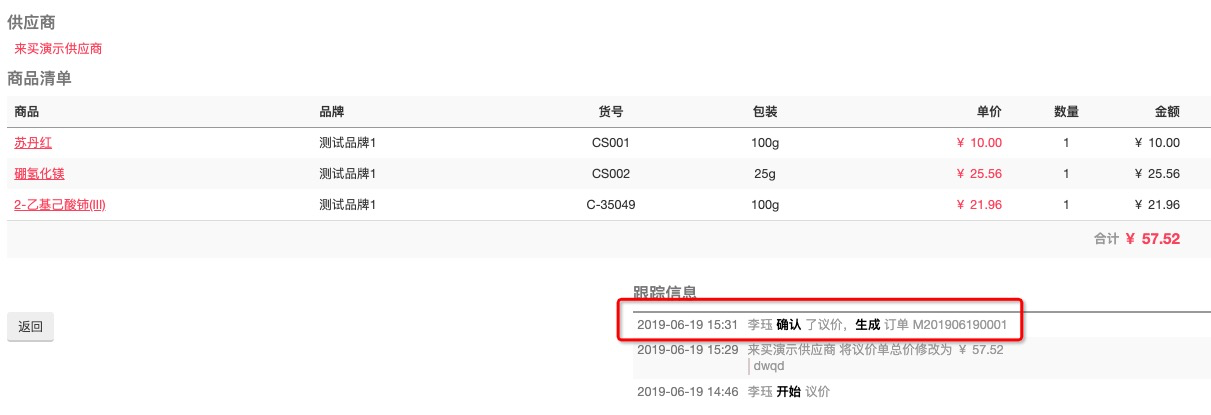 供应商
来买演示供应商
商品清单
商品 品牌 货号 包装 单价 数量 金额
苏丹红 测试品牌1 CS001 100g ¥ 10.00 1 ¥ 10.00
硼氢化镁 测试品牌1 CS002 25g ¥ 25.56 1 ¥ 25.56
2-乙基己酸铈(III) 测试品牌1 C-35049 100g ¥ 21.96 1 ¥ 21.96
合计 ¥ 57.52
跟踪信息
返回
2019-06-19 15:31 李珏 确认 了议价，生成 订单 M201906190001
2019-06-19 15:29 来买演示供应商 将议价单总价修改为 ¥ 57.52
dwqd
2019-06-19 14:46 李珏 开始 议价